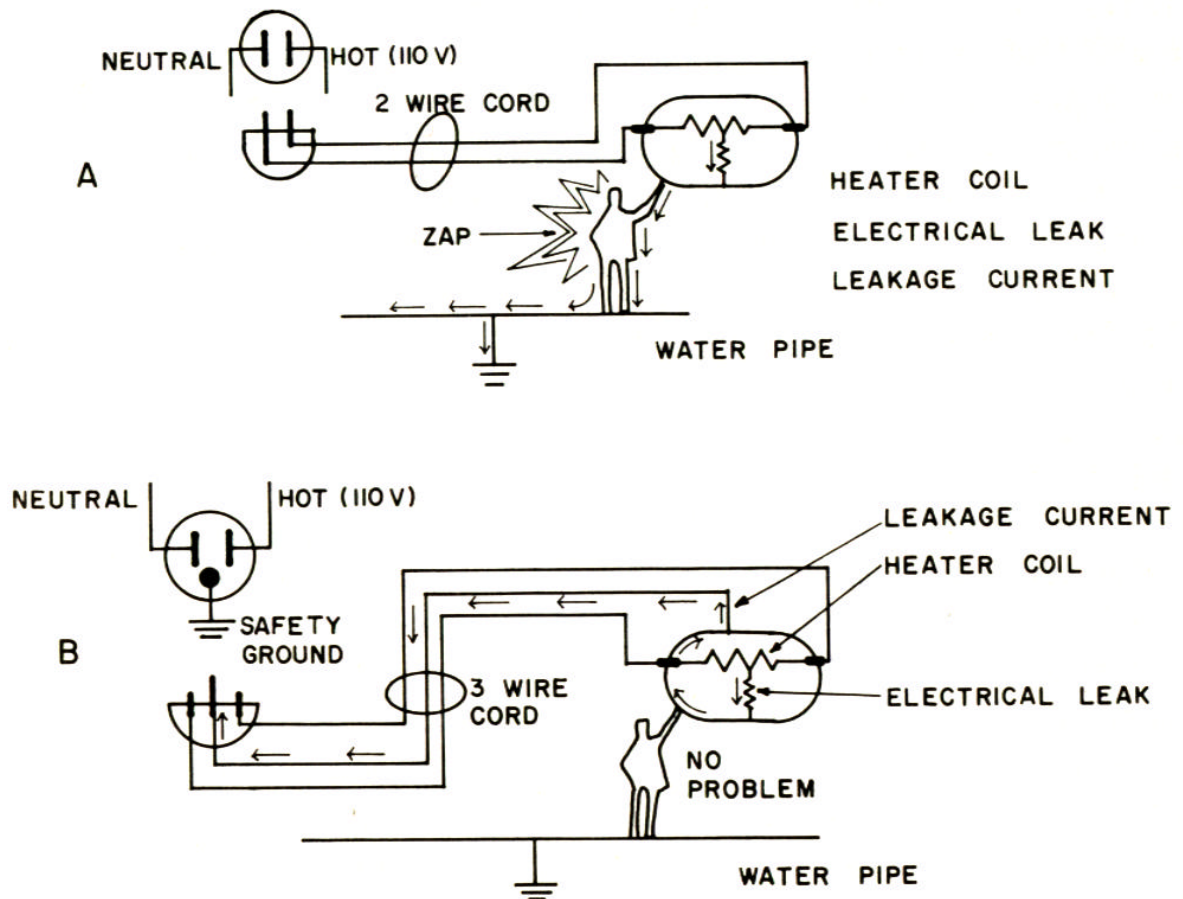 NEUTRAL
HOT (110 V)
2 WIRE CORD
A
HEATER COIL
ZAP
ELECTRICAL LEAK
LEAKAGE CURRENT
WATER PIPE
NEUTRAL
HOT (110 V)
LEAKAGE CURRENT
HEATER COIL
SAFETY
GROUND
B
3 WIRE
CORD
ELECTRICAL LEAK
NO
PROBLEM
WATER PIPE